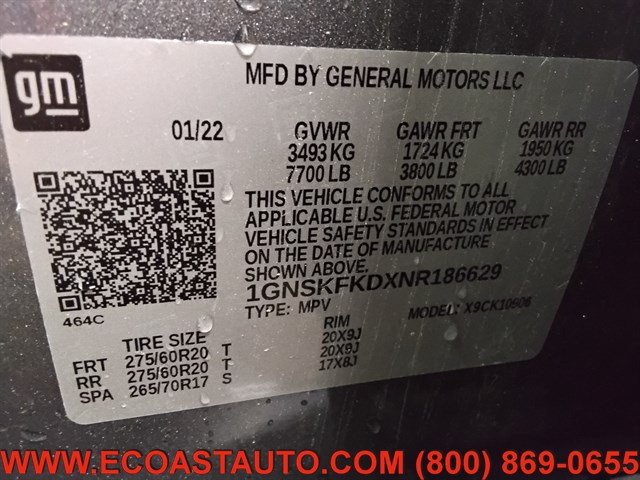 gm
MFD BY GENERAL MOTORS LLC
01/22 GVWR GAWR FRT GAWR RR
3493 KG 1724 KG 1950 KG
7700 LB 3800 LB 4300 LB
THIS VEHICLE CONFORMS TO ALL
APPLICABLE U.S. FEDERAL MOTOR
VEHICLE SAFETY STANDARDS IN EFFECT
ON THE DATE OF MANUFACTURE
SHOWN ABOVE.
1GNSKFKDXNR186629
464C
TYPE: MPV MODEL: X9CK10906
TIRE SIZE RIM
FRT 275/60R20 T 20X9J
RR 275/60R20 T 20X9J
SPA 265/70R17 S 17X8J
WWW.ECOASTAUTO.COM (800) 869-0655